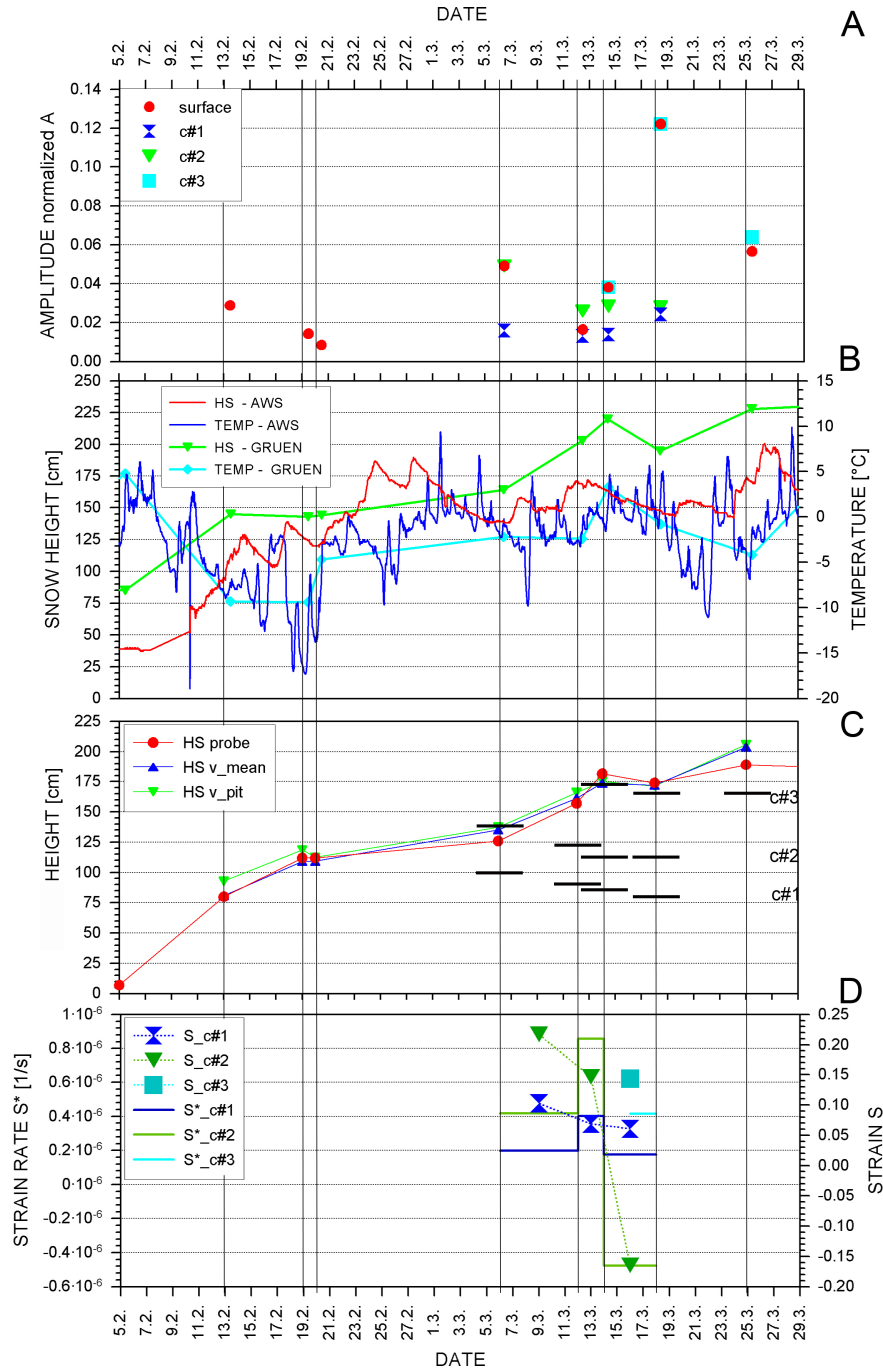 DATE
A
5.2. 7.2. 9.2. 11.2. 13.2. 15.2. 17.2. 19.2. 21.2. 23.2. 25.2. 27.2. 1.3. 3.3. 5.3. 7.3. 9.3. 11.3. 13.3. 15.3. 17.3. 19.3. 21.3. 23.3. 25.3. 27.3. 29.3.
AMPLITUDE normalized A
0.14
0.12
0.10
0.08
0.06
0.04
0.02
0.00
surface
c#1
c#2
c#3
B
SNOW HEIGHT [cm]
250
225
200
175
150
125
100
75
50
25
0
HS - AWS
TEMP - AWS
HS - GRUEN
TEMP - GRUEN
15
10
5
0
-5
-10
-15
-20
TEMPERATURE [°C]
C
HEIGHT [cm]
225
200
175
150
125
100
75
50
25
0
HS probe
HS v_mean
HS v_pit
c#3
c#2
c#1
D
STRAIN RATE S* [1/s]
1·10⁻⁶
0.8·10⁻⁶
0.6·10⁻⁶
0.4·10⁻⁶
0.2·10⁻⁶
0·10⁻⁶
-0.2·10⁻⁶
-0.4·10⁻⁶
-0.6·10⁻⁶
S_c#1
S_c#2
S_c#3
S*_c#1
S*_c#2
S*_c#3
0.25
0.20
0.15
0.10
0.05
0.00
-0.05
-0.10
-0.15
-0.20
STRAIN S
5.2. 7.2. 9.2. 11.2. 13.2. 15.2. 17.2. 19.2. 21.2. 23.2. 25.2. 27.2. 1.3. 3.3. 5.3. 7.3. 9.3. 11.3. 13.3. 15.3. 17.3. 19.3. 21.3. 23.3. 25.3. 27.3. 29.3.
DATE